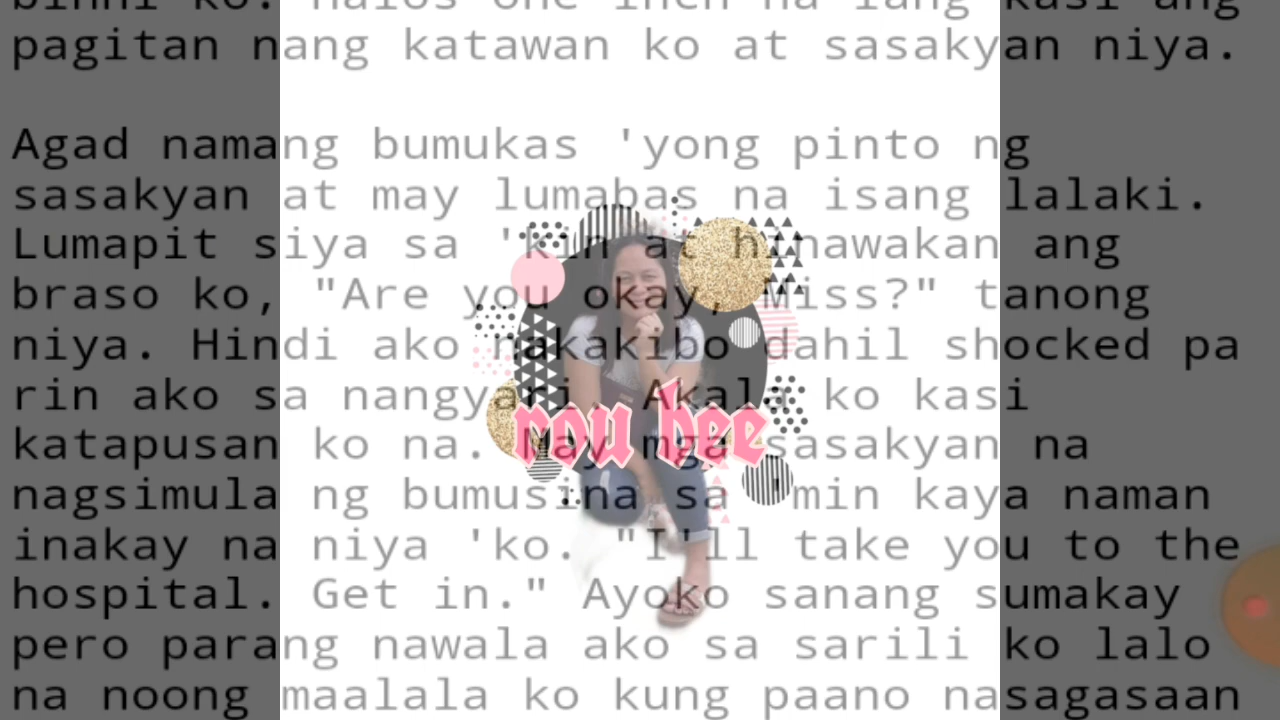 pagitan nang katawan ko at sasakyan niya.
Agad namang bumukas 'yong pinto ng
sasakyan at may lumabas na isang lalaki.
Lumapit siya sa 'kin at hinawakan ang
braso ko, "Are you okay, Miss?" tanong
niya. Hindi ako nakakibo dahil shocked pa
rin ako sa nangyari. Akala ko kasi
katapusan ko na. May mga sasakyan na
rou bee
nagsimula ng bumusina sa 'min kaya naman
inakay na niya 'ko. "I'll take you to the
hospital. Get in." Ayoko sanang sumakay
pero parang nawala ako sa sarili ko lalo
na noong maalala ko kung paano nasagasaan